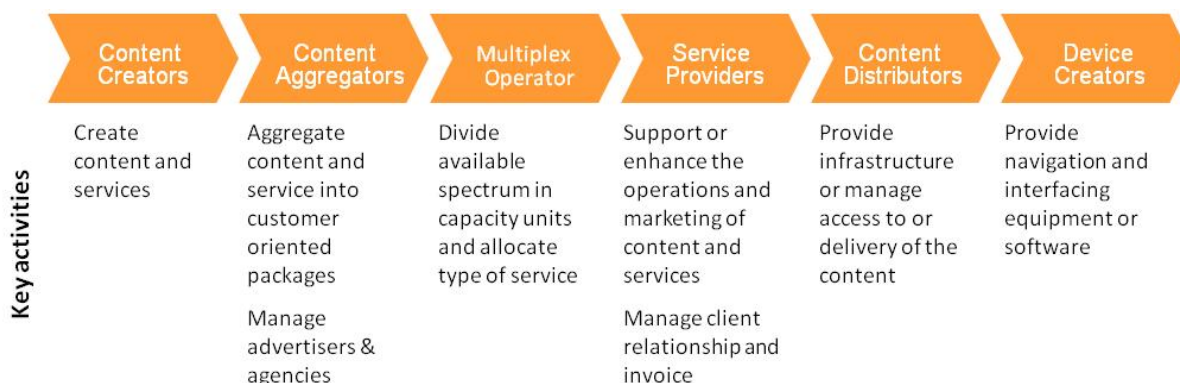 Content
Creators
Content
Aggregators
Multiplex
Operator
Service
Providers
Content
Distributors
Device
Creators
Key activities
Create
content and
services
Aggregate
content and
service into
customer
oriented
packages
Manage
advertisers &
agencies
Divide
available
spectrum in
capacity units
and allocate
type of service
Support or
enhance the
operations and
marketing of
content and
services
Manage client
relationship and
invoice
Provide
infrastructure
or manage
access to or
delivery of the
content
Provide
navigation and
interfacing
equipment or
software